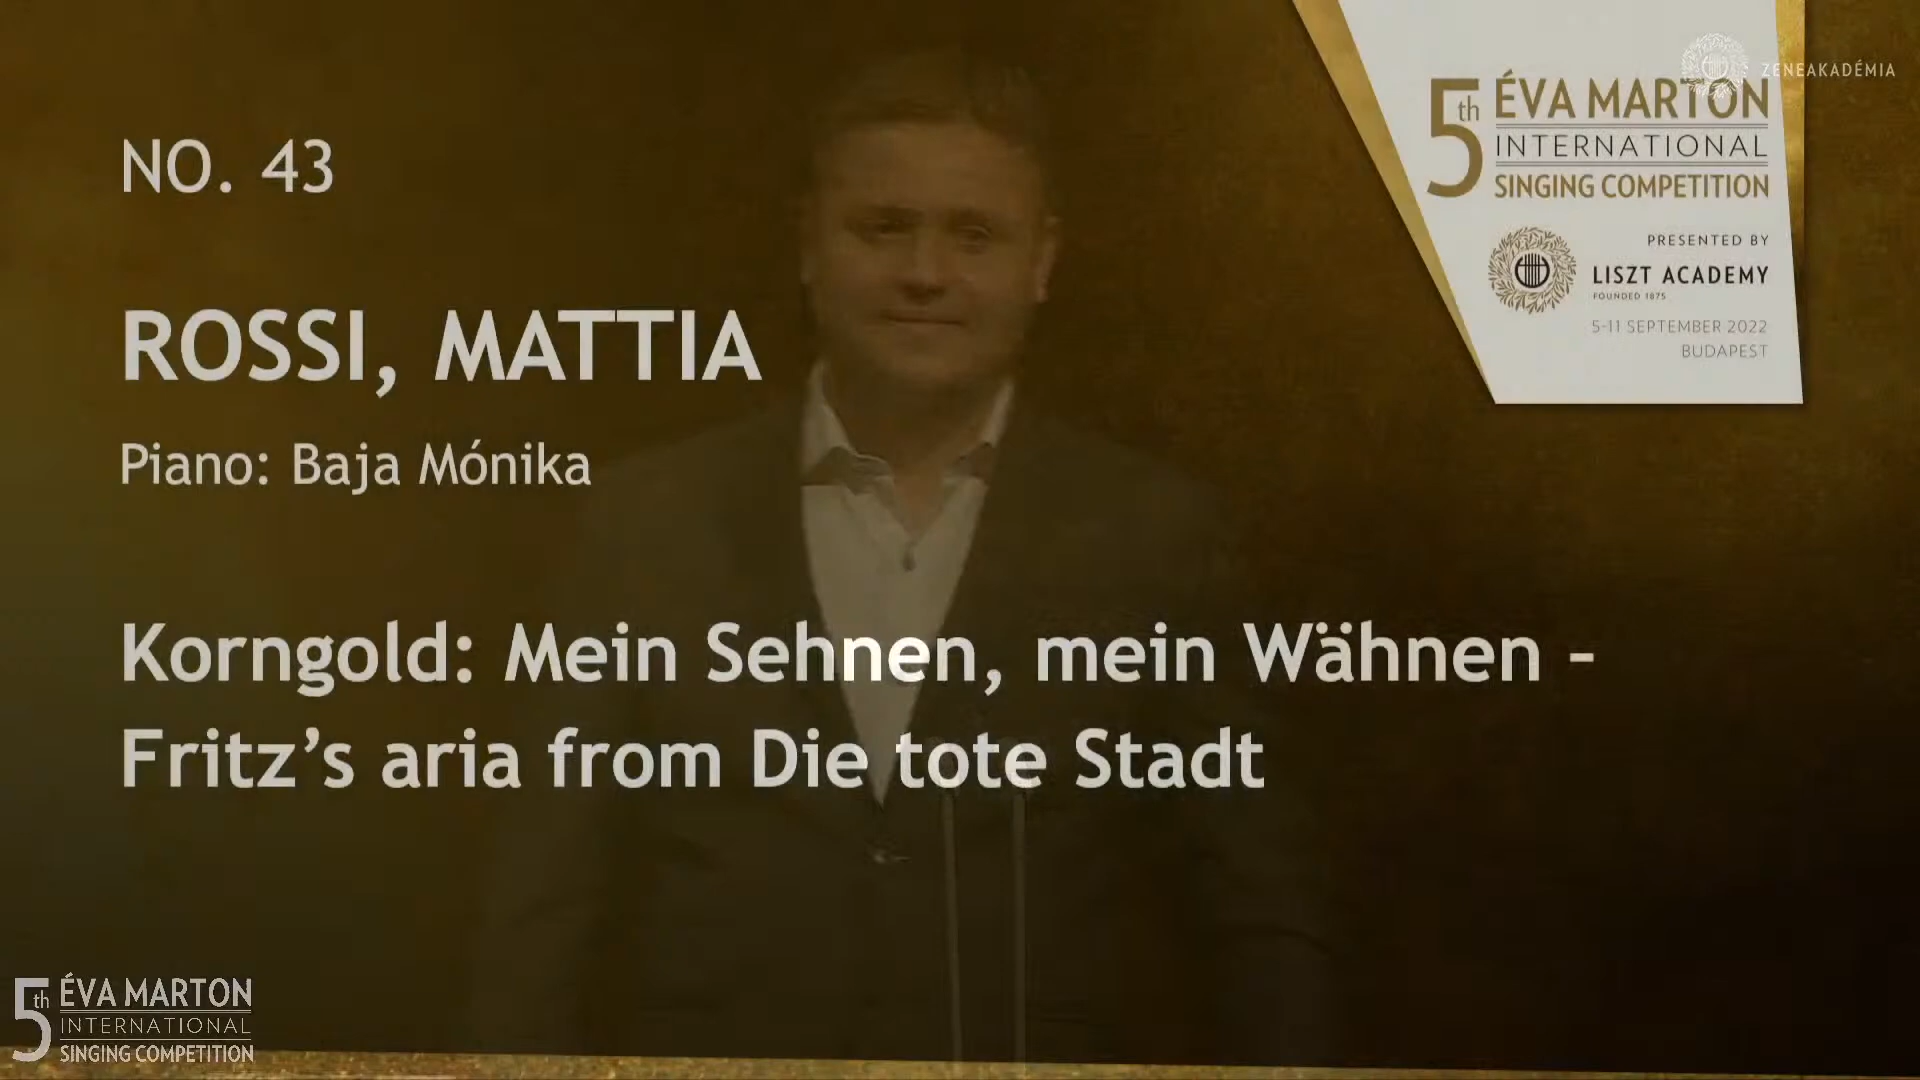 ZENEAKADÉMIA
5th ÉVA MARTON
INTERNATIONAL
SINGING COMPETITION
PRESENTED BY
LISZT ACADEMY
FOUNDED 1875
5-11 SEPTEMBER 2022
BUDAPEST
NO. 43
ROSSI, MATTIA
Piano: Baja Mónika
Korngold: Mein Sehnen, mein Wähnen –
Fritz’s aria from Die tote Stadt
5th ÉVA MARTON
INTERNATIONAL
SINGING COMPETITION